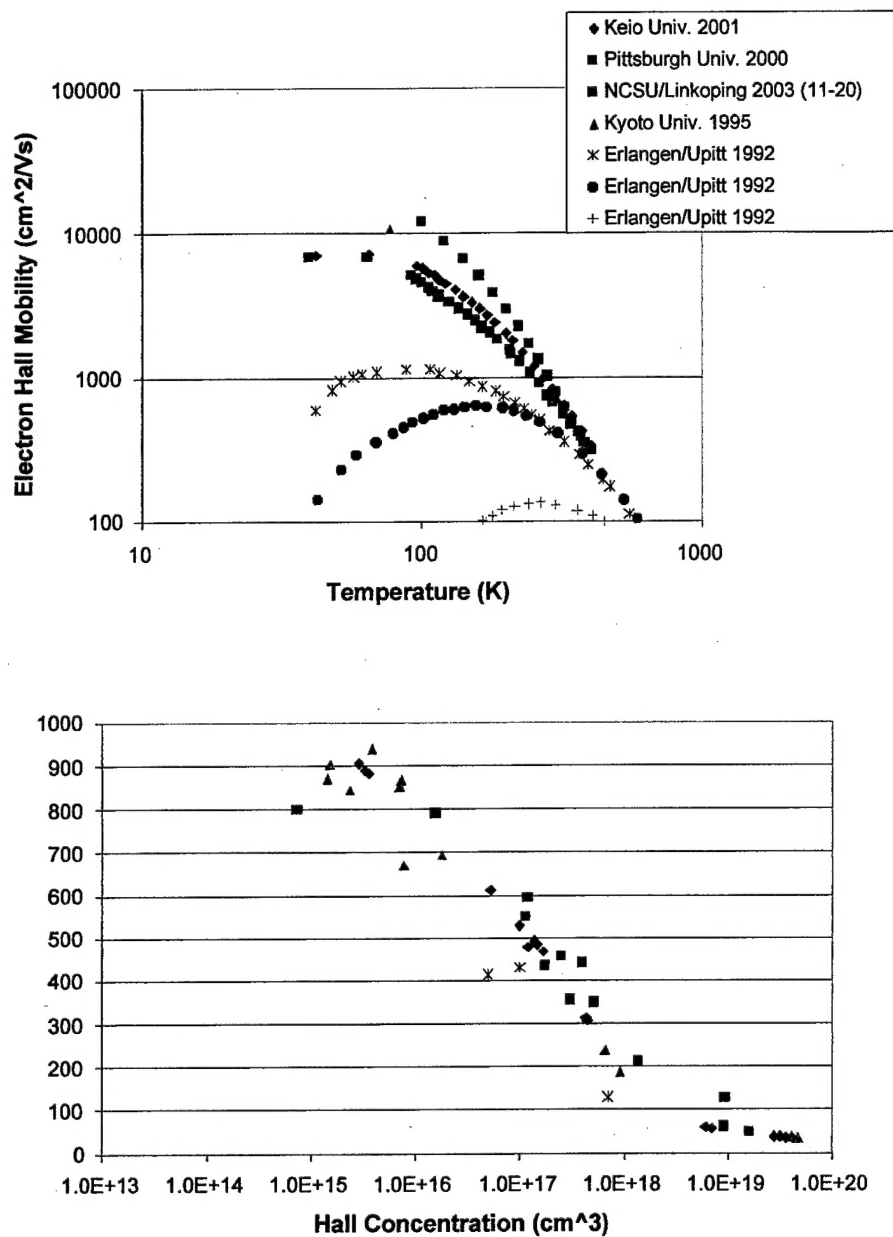 Keio Univ. 2001
Pittsburgh Univ. 2000
NCSU/Linkoping 2003 (11-20)
Kyoto Univ. 1995
Erlangen/Upitt 1992
Erlangen/Upitt 1992
Erlangen/Upitt 1992
Electron Hall Mobility (cm^2/Vs)
100000
10000
1000
100
10 100 1000
Temperature (K)
1000
900
800
700
600
500
400
300
200
100
0
1.0E+13 1.0E+14 1.0E+15 1.0E+16 1.0E+17 1.0E+18 1.0E+19 1.0E+20
Hall Concentration (cm^3)